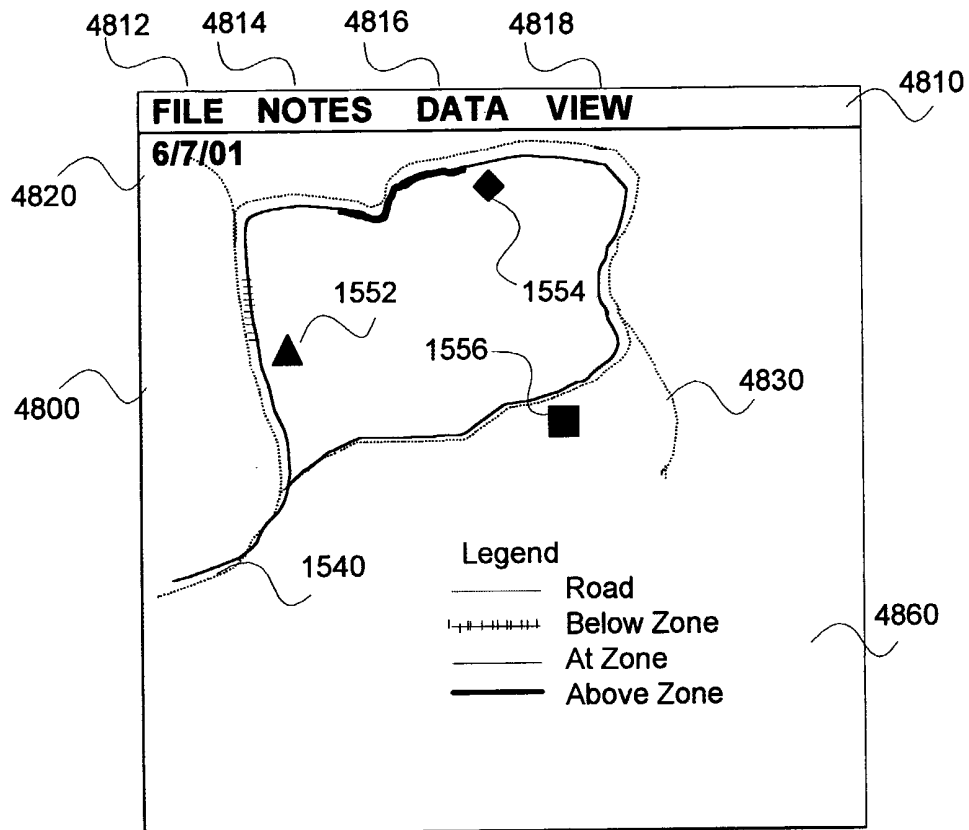 4812 4814 4816 4818
4810
FILE NOTES DATA VIEW
6/7/01
4820
1552
1554
1556
4830
4800
1540
Legend
Road
Below Zone
4860
At Zone
Above Zone